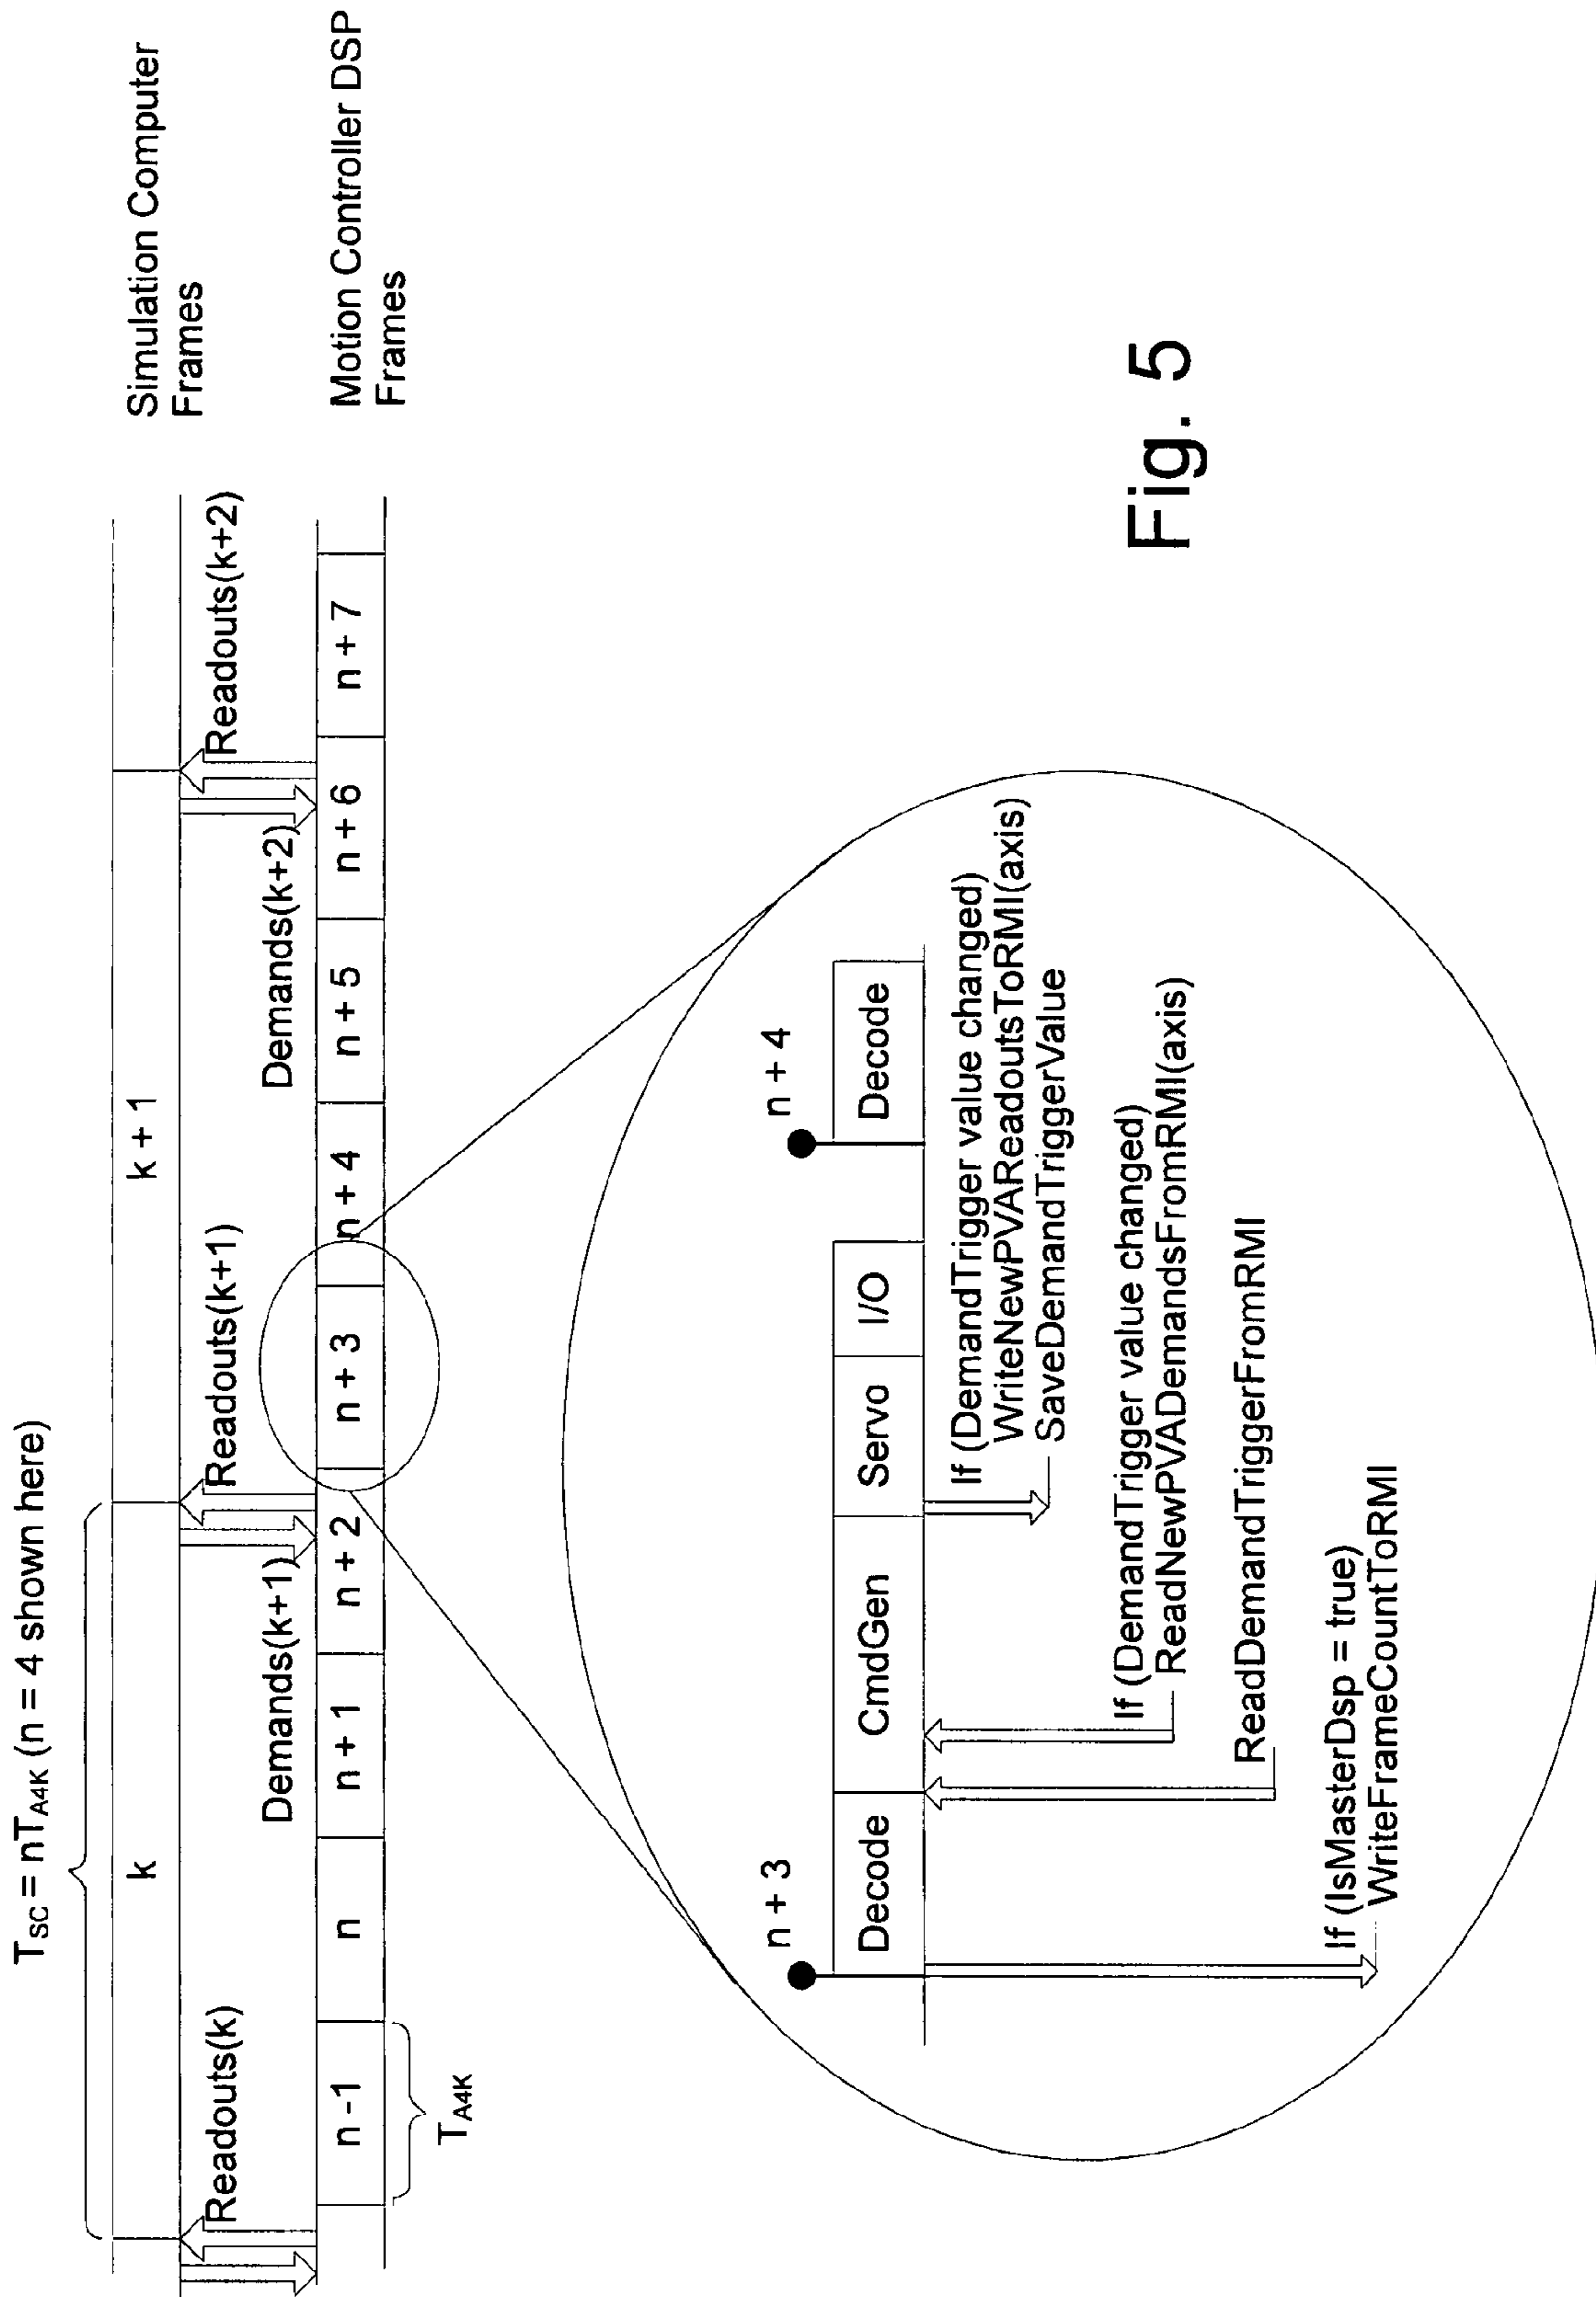 T_SC = nT_A4K (n = 4 shown here)
k
k + 1
Simulation Computer
Frames
Readouts(k)
Readouts(k+1)
Readouts(k+2)
Demands(k+1)
Demands(k+2)
n -1
n
n + 1
n + 2
n + 3
n + 4
n + 5
n + 6
n + 7
Motion Controller DSP
Frames
T_A4K
n + 3
n + 4
Decode
CmdGen
Servo
I/O
Decode
If (DemandTrigger value changed)
WriteNewPVAReadoutsToRMI(axis)
SaveDemandTriggerValue
If (DemandTrigger value changed)
ReadNewPVADemandsFromRMI(axis)
ReadDemandTriggerFromRMI
If (IsMasterDsp = true)
WriteFrameCountToRMI
Fig. 5